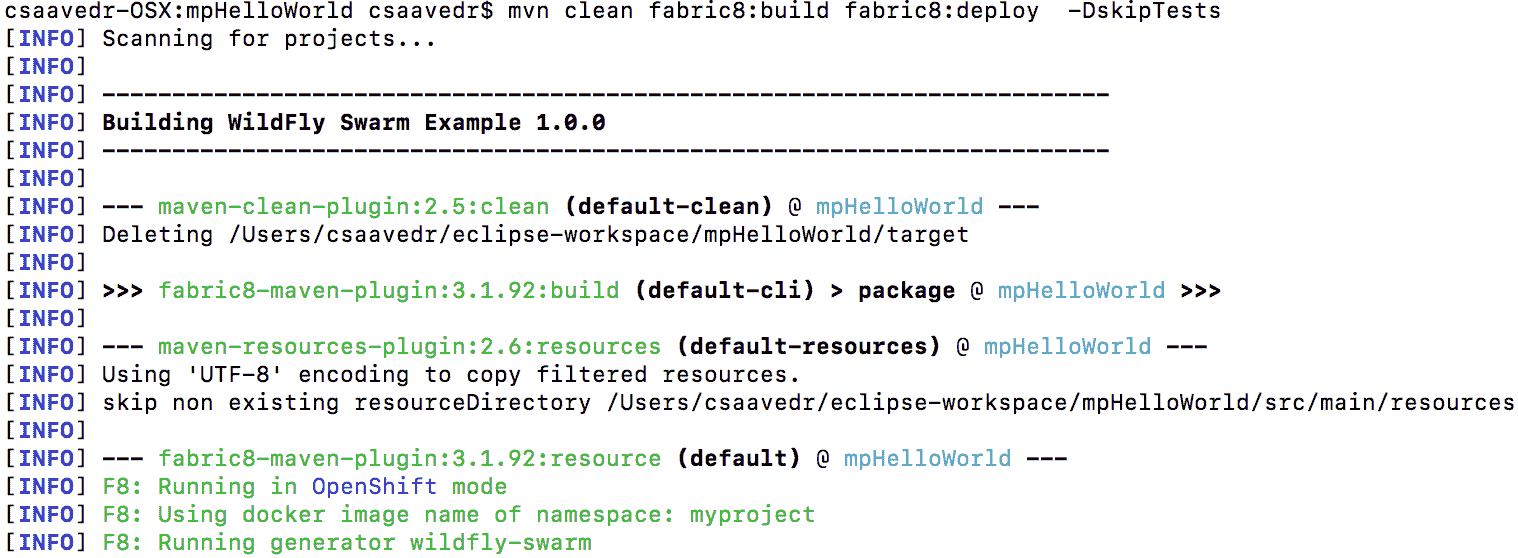 csaavedr-OSX:mpHelloWorld csaavedr$ mvn clean fabric8:build fabric8:deploy  -DskipTests
[INFO] Scanning for projects...
[INFO]
[INFO] ------------------------------------------------------------------------
[INFO] Building WildFly Swarm Example 1.0.0
[INFO] ------------------------------------------------------------------------
[INFO]
[INFO] --- maven-clean-plugin:2.5:clean (default-clean) @ mpHelloWorld ---
[INFO] Deleting /Users/csaavedr/eclipse-workspace/mpHelloWorld/target
[INFO]
[INFO] >>> fabric8-maven-plugin:3.1.92:build (default-cli) > package @ mpHelloWorld >>>
[INFO]
[INFO] --- maven-resources-plugin:2.6:resources (default-resources) @ mpHelloWorld ---
[INFO] Using 'UTF-8' encoding to copy filtered resources.
[INFO] skip non existing resourceDirectory /Users/csaavedr/eclipse-workspace/mpHelloWorld/src/main/resources
[INFO]
[INFO] --- fabric8-maven-plugin:3.1.92:resource (default) @ mpHelloWorld ---
[INFO] F8: Running in OpenShift mode
[INFO] F8: Using docker image name of namespace: myproject
[INFO] F8: Running generator wildfly-swarm